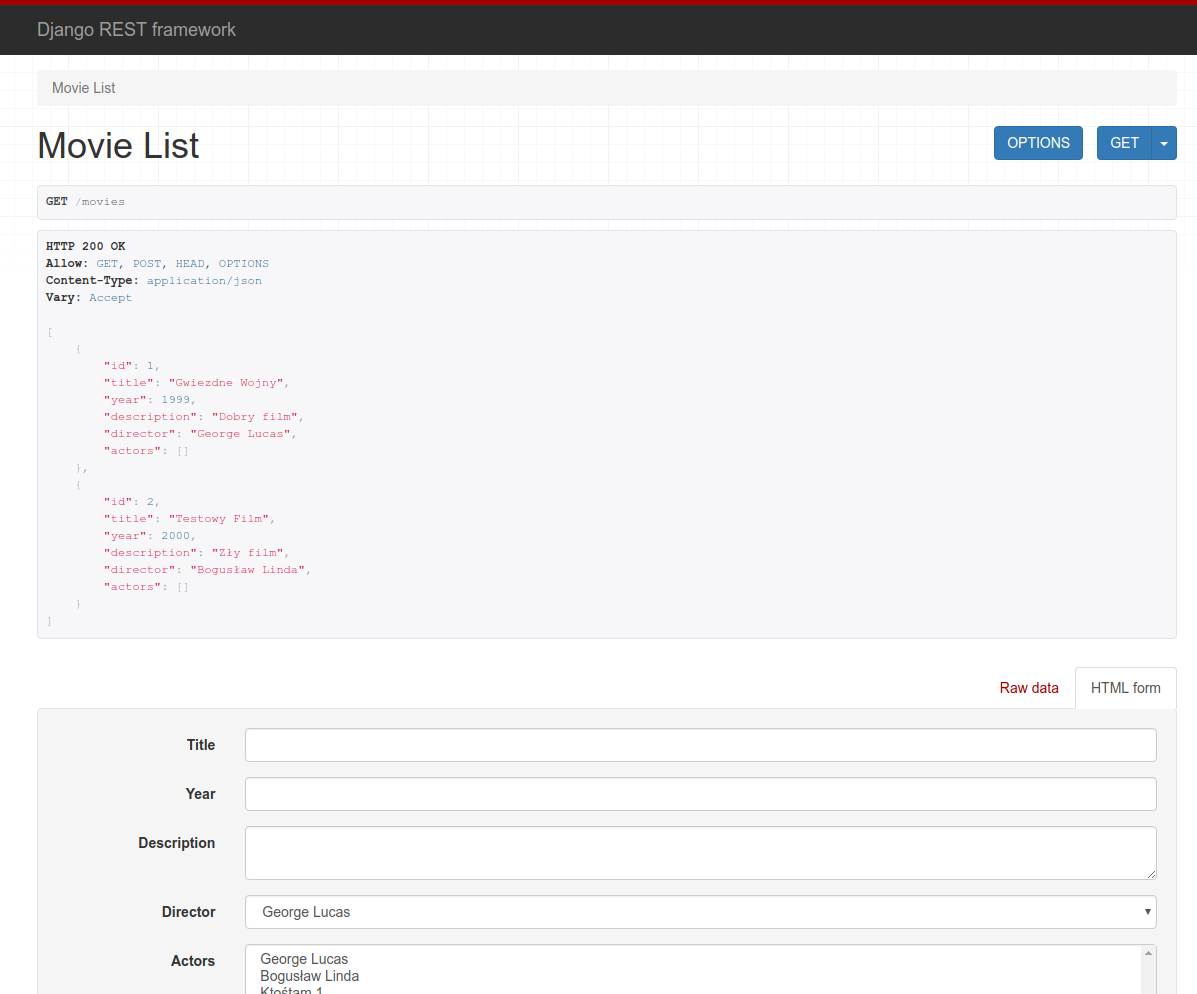 Django REST framework
Movie List
Movie List
OPTIONS
GET
GET /movies
HTTP 200 OK
Allow: GET, POST, HEAD, OPTIONS
Content-Type: application/json
Vary: Accept
[
{
"id": 1,
"title": "Gwiezdne Wojny",
"year": 1999,
"description": "Dobry film",
"director": "George Lucas",
"actors": []
},
{
"id": 2,
"title": "Testowy Film",
"year": 2000,
"description": "Zły film",
"director": "Bogusław Linda",
"actors": []
}
]
Raw data
HTML form
Title
Year
Description
Director
George Lucas
Actors
George Lucas
Bogusław Linda
Ktośtam 1